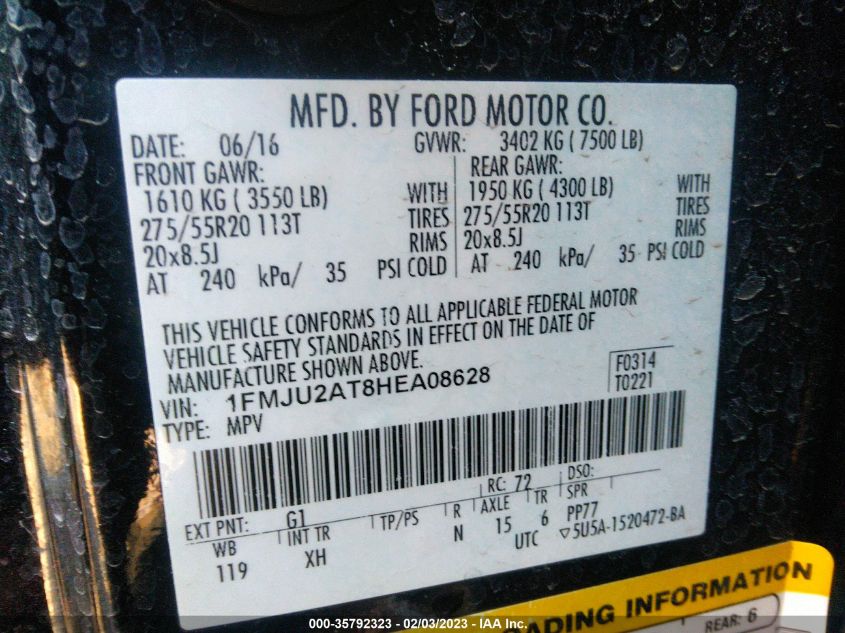 MFD. BY FORD MOTOR CO.
DATE: 06/16 GVWR: 3402 KG ( 7500 LB)
FRONT GAWR: REAR GAWR:
1610 KG ( 3550 LB) WITH 1950 KG ( 4300 LB) WITH
275/55R20 113T TIRES 275/55R20 113T TIRES
20x8.5J RIMS 20x8.5J RIMS
AT 240 kPa/ 35 PSI COLD AT 240 kPa/ 35 PSI COLD
THIS VEHICLE CONFORMS TO ALL APPLICABLE FEDERAL MOTOR
VEHICLE SAFETY STANDARDS IN EFFECT ON THE DATE OF
MANUFACTURE SHOWN ABOVE.
F0314
VIN: 1FMJU2AT8HEA08628 T0221
TYPE: MPV
EXT PNT: G1 RC: 72 DSO:
WB INT TR TP/PS R AXLE TR SPR
119 XH N 15 6 PP77
UTC ▽5U5A-1520472-BA
OADING INFORMATION
REAR: 6
000-35792323 - 02/03/2023 - IAA Inc.